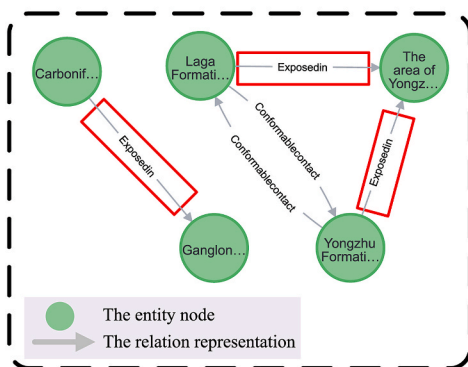 Carbonif...
Laga
Formati...
Exposedin
The
area of
Yongz...
Exposedin
Conformablecontact
Conformablecontact
Exposedin
Ganglon...
Yongzhu
Formati...
The entity node
The relation representation